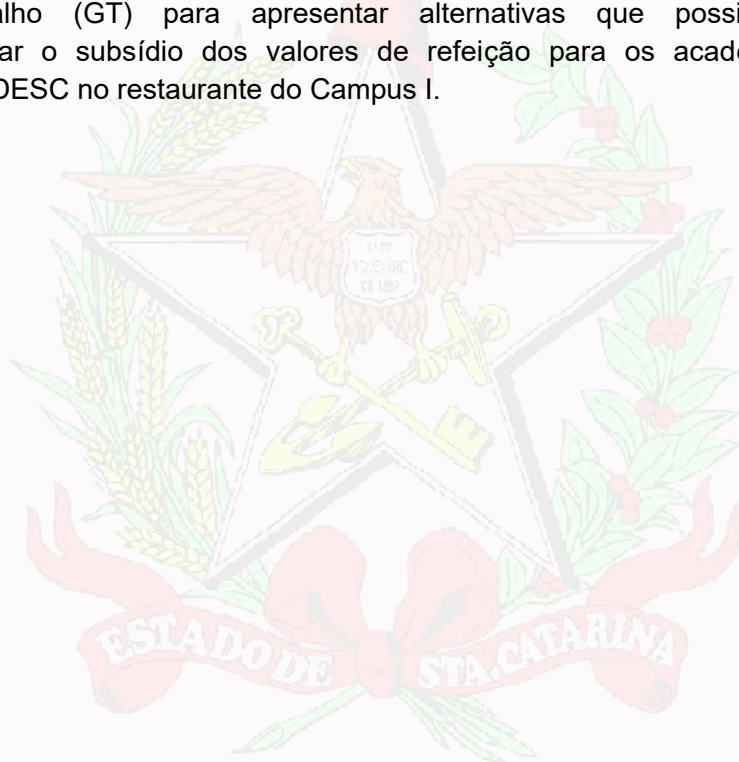 alho (GT) para apresentar alternativas que possi
ar o subsídio dos valores de refeição para os acad
DESC no restaurante do Campus I.
ESTADO DE STA. CATARINA